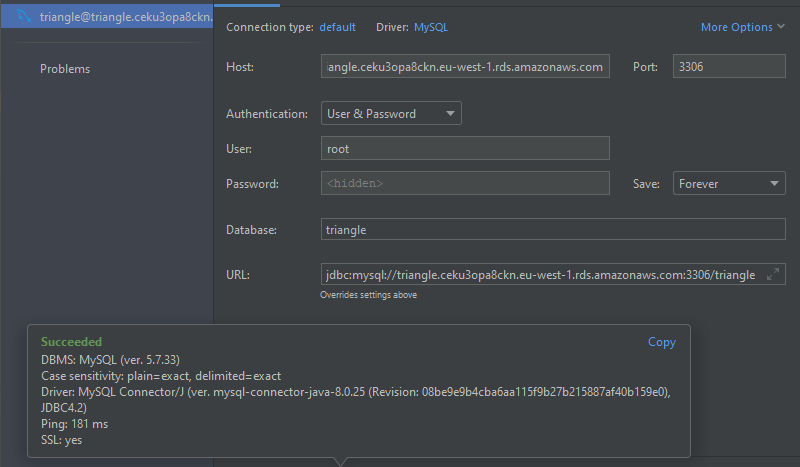 triangle@triangle.ceku3opa8ckn.
Problems
Connection type: default Driver: MySQL More Options
Host: angle.ceku3opa8ckn.eu-west-1.rds.amazonaws.com Port: 3306
Authentication: User & Password
User: root
Password: <hidden> Save: Forever
Database: triangle
URL: jdbc:mysql://triangle.ceku3opa8ckn.eu-west-1.rds.amazonaws.com:3306/triangle
Overrides settings above
Succeeded Copy
DBMS: MySQL (ver. 5.7.33)
Case sensitivity: plain=exact, delimited=exact
Driver: MySQL Connector/J (ver. mysql-connector-java-8.0.25 (Revision: 08be9e9b4cba6aa115f9b27b215887af40b159e0),
JDBC4.2)
Ping: 181 ms
SSL: yes